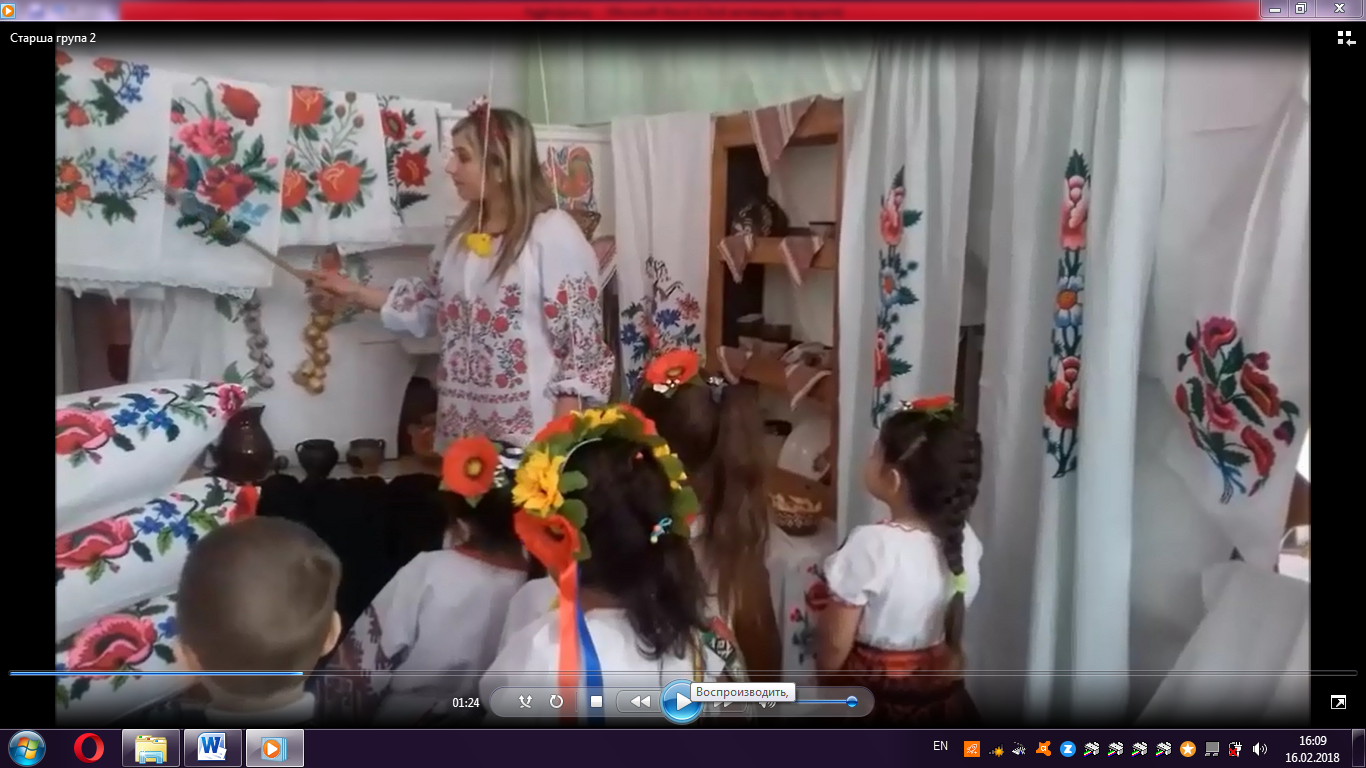 Старша група 2
01:24
Воспроизводить,
EN
16:09
16.02.2018